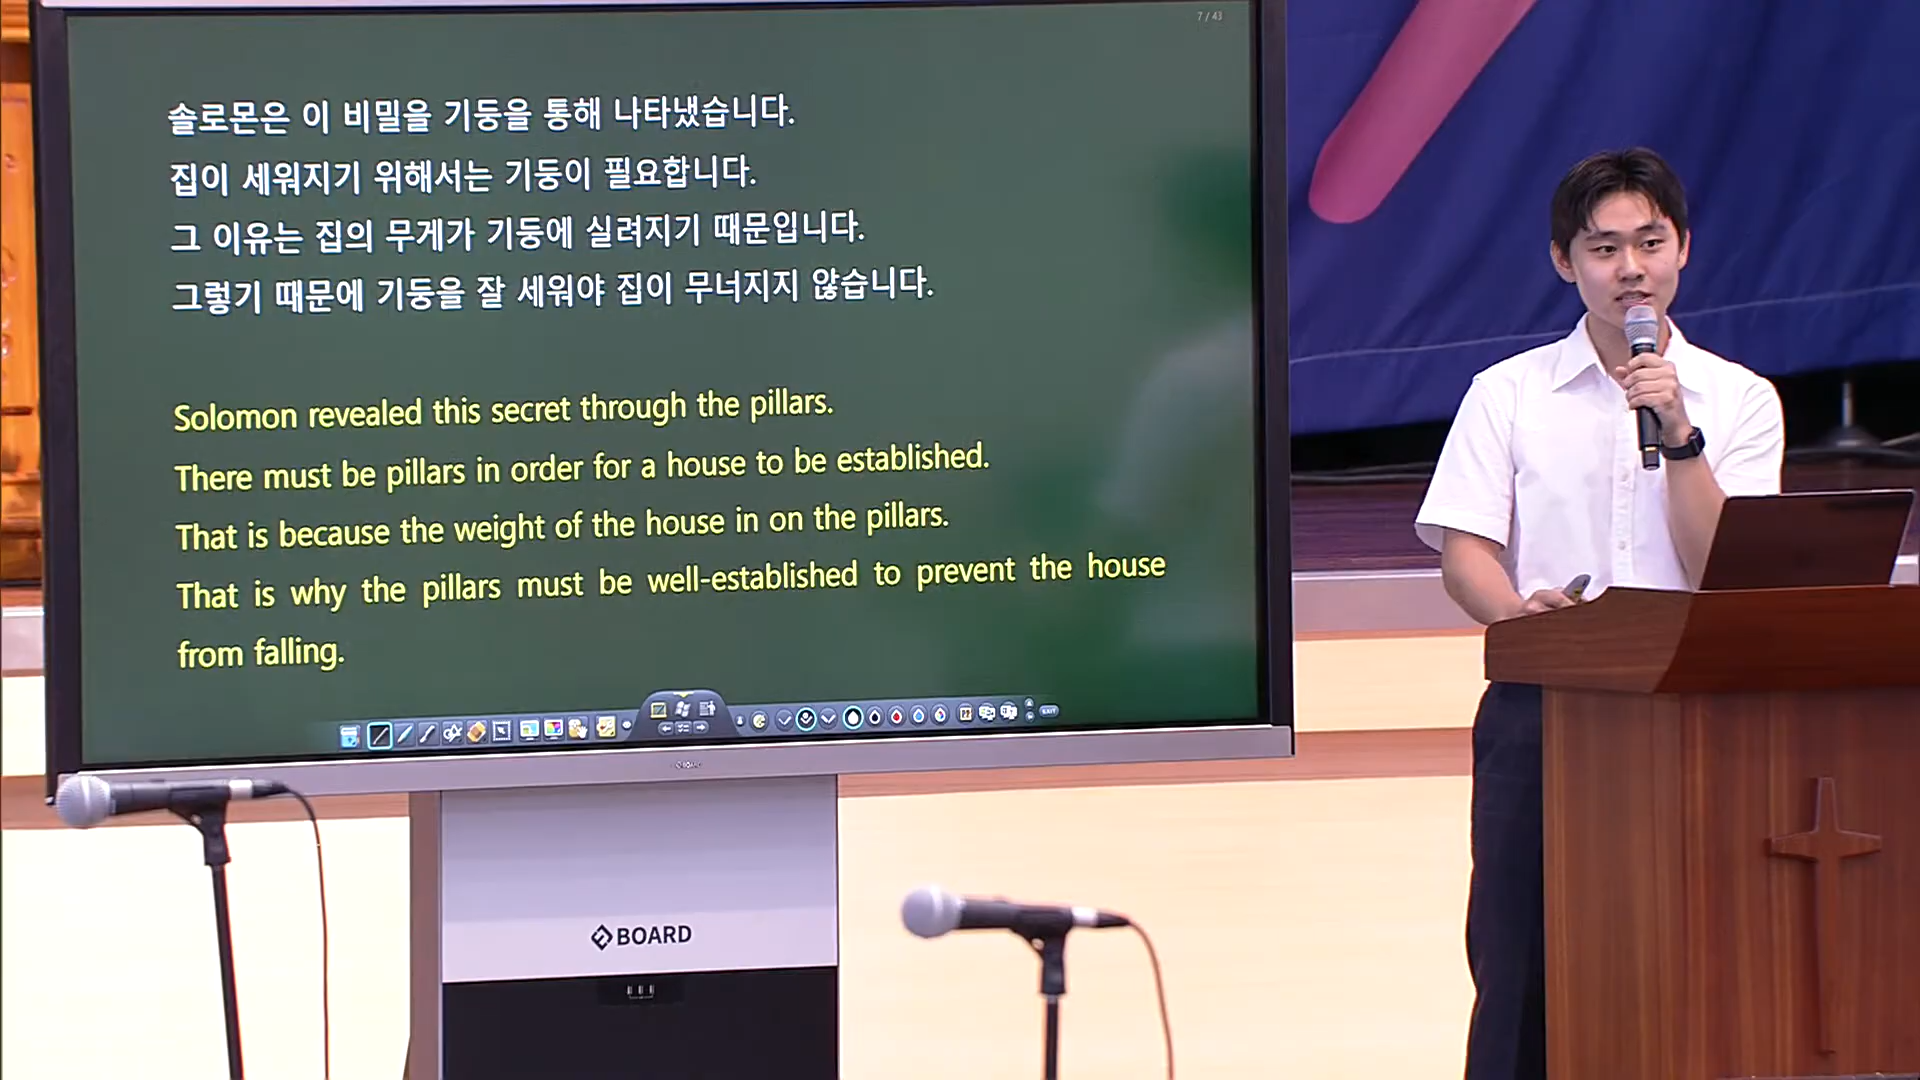 7 / 43
솔로몬은 이 비밀을 기둥을 통해 나타냈습니다.
집이 세워지기 위해서는 기둥이 필요합니다.
그 이유는 집의 무게가 기둥에 실려지기 때문입니다.
그렇기 때문에 기둥을 잘 세워야 집이 무너지지 않습니다.
Solomon revealed this secret through the pillars.
There must be pillars in order for a house to be established.
That is because the weight of the house in on the pillars.
That is why the pillars must be well-established to prevent the house
from falling.
EXIT
BOARD